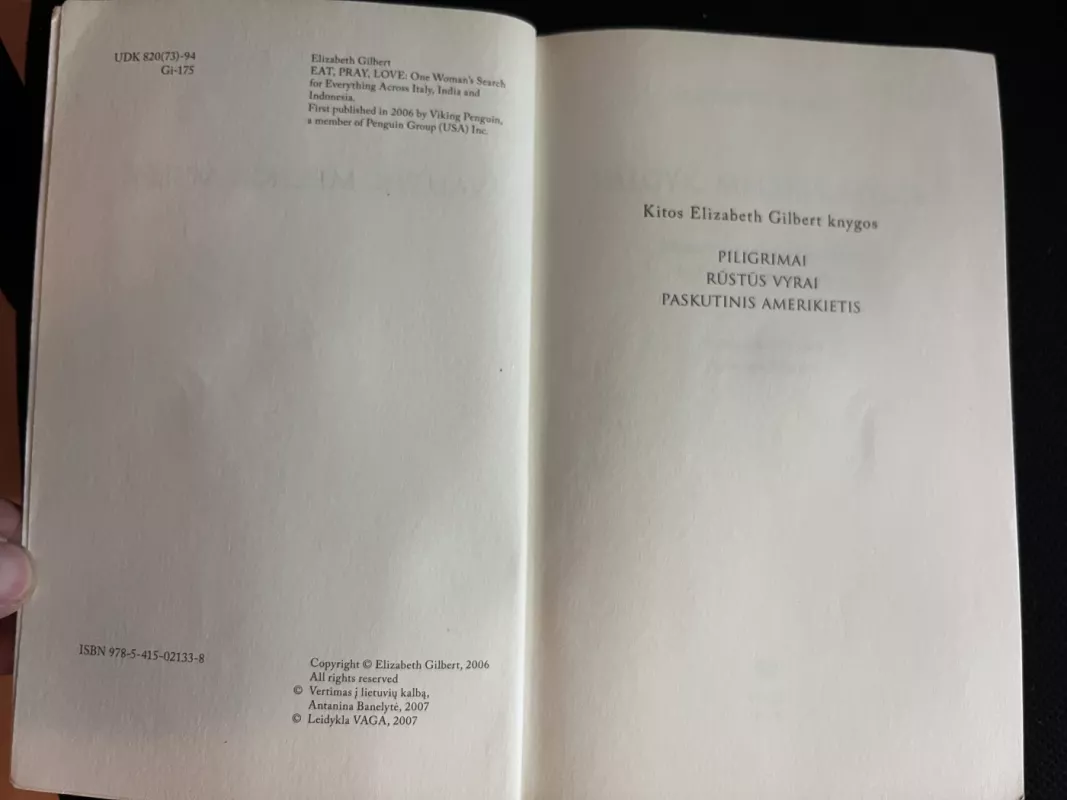 UDK 820(73)-94
Gi-175
Elizabeth Gilbert
EAT, PRAY, LOVE: One Woman's Search
for Everything Across Italy, India and
Indonesia.
First published in 2006 by Viking Penguin,
a member of Penguin Group (USA) Inc.
ISBN 978-5-415-02133-8
Copyright © Elizabeth Gilbert, 2006
All rights reserved
© Vertimas į lietuvių kalbą,
Antanina Banelytė, 2007
© Leidykla VAGA, 2007
Kitos Elizabeth Gilbert knygos
PILIGRIMAI
RŪSTŪS VYRAI
PASKUTINIS AMERIKIETIS